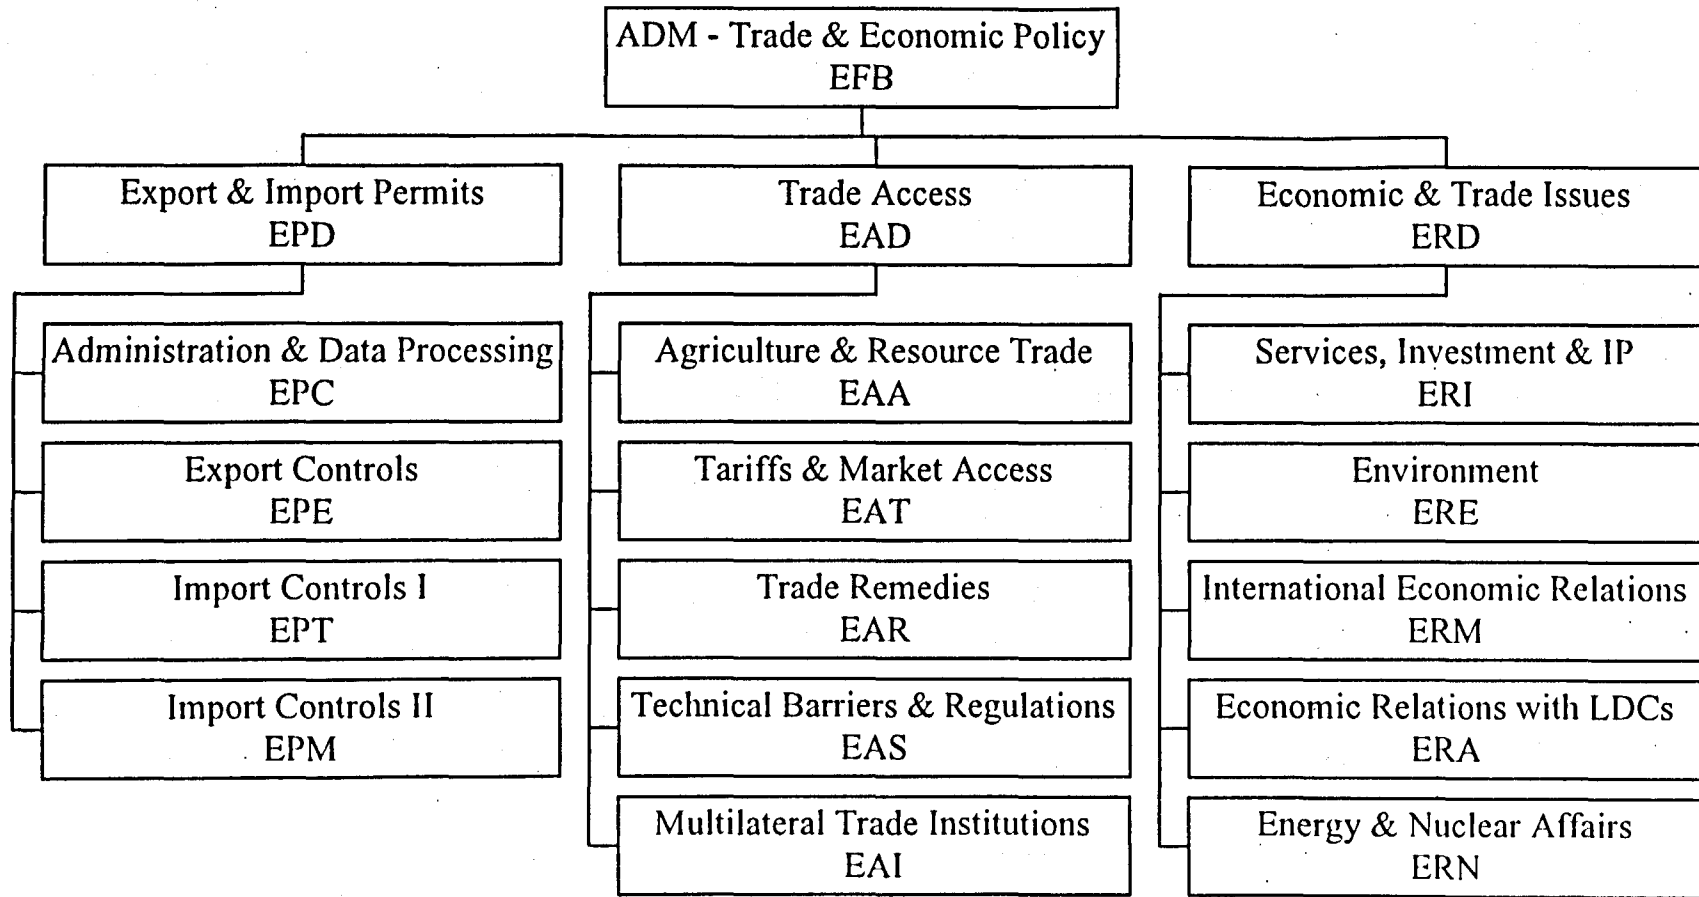 ADM - Trade & Economic Policy
EFB
Export & Import Permits
EPD
Trade Access
EAD
Economic & Trade Issues
ERD
Administration & Data Processing
EPC
Export Controls
EPE
Import Controls I
EPT
Import Controls II
EPM
Agriculture & Resource Trade
EAA
Tariffs & Market Access
EAT
Trade Remedies
EAR
Technical Barriers & Regulations
EAS
Multilateral Trade Institutions
EAI
Services, Investment & IP
ERI
Environment
ERE
International Economic Relations
ERM
Economic Relations with LDCs
ERA
Energy & Nuclear Affairs
ERN